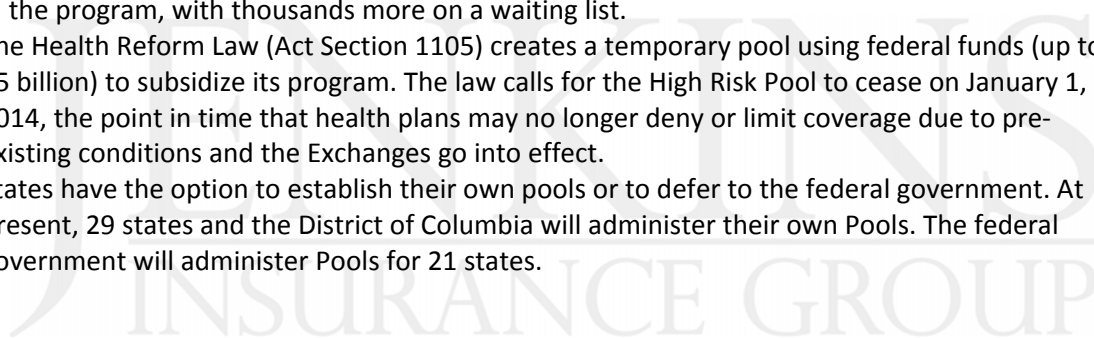 the program, with thousands more on a waiting list.
he Health Reform Law (Act Section 1105) creates a temporary pool using federal funds (up to
5 billion) to subsidize its program. The law calls for the High Risk Pool to cease on January 1,
014, the point in time that health plans may no longer deny or limit coverage due to pre-
xisting conditions and the Exchanges go into effect.
tates have the option to establish their own pools or to defer to the federal government. At
resent, 29 states and the District of Columbia will administer their own Pools. The federal
overnment will administer Pools for 21 states.
JENKINS
INSURANCE GROUP